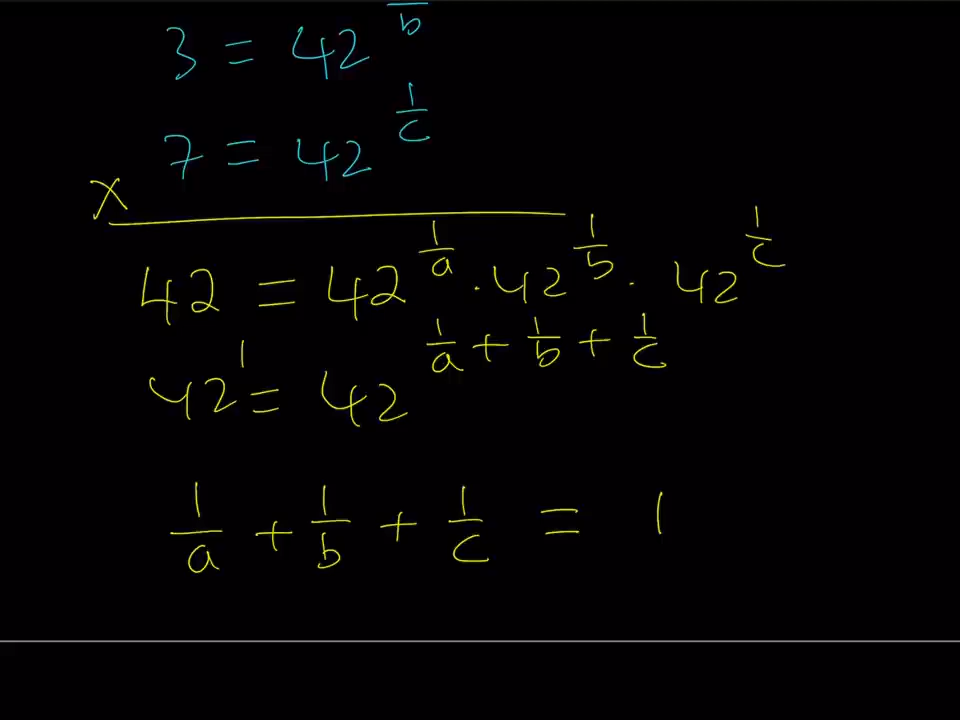 3 = 42^(1/b)
7 = 42^(1/c)
×
42 = 42^(1/a) · 42^(1/b) · 42^(1/c)
42^1 = 42^(1/a + 1/b + 1/c)
1/a + 1/b + 1/c = 1